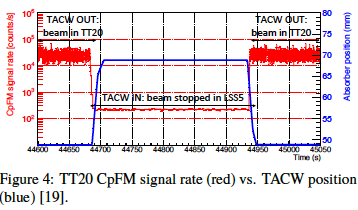 TACW OUT: beam in TT20
TACW OUT: beam in TT20
CpFM signal rate [counts/s]
10⁶
10⁵
10⁴
10³
10²
TACW IN: beam stopped in LSS5
Absorber position (mm)
80
75
70
65
60
55
50
44600 44650 44700 44750 44800 44850 44900 44950 45000 45050
Time (s)
Figure 4: TT20 CpFM signal rate (red) vs. TACW position
(blue) [19].